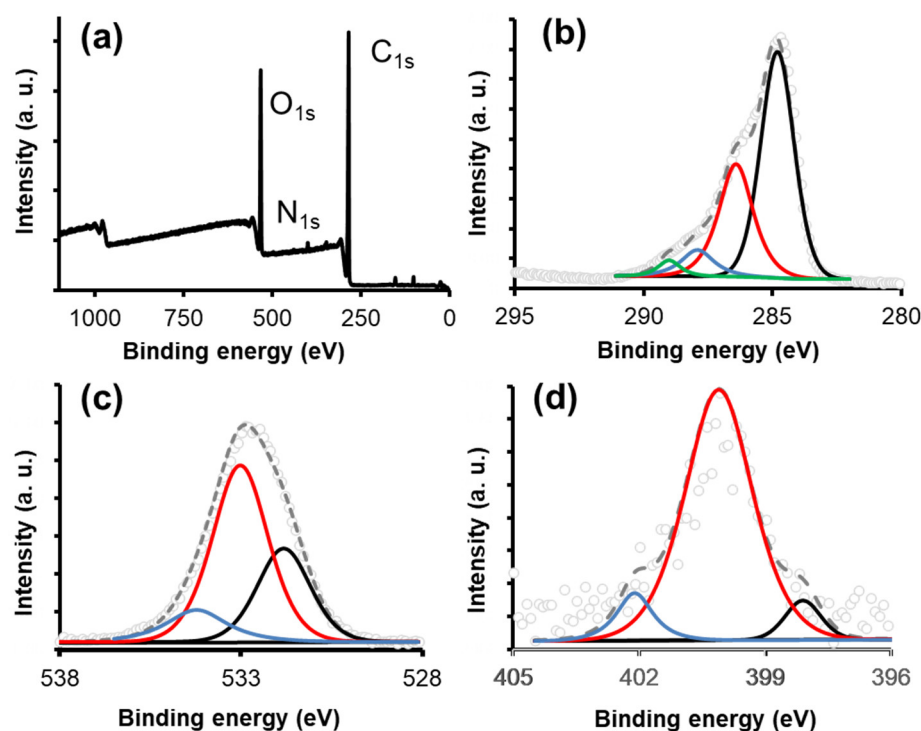 (a)
C1s
O1s
N1s
Intensity (a. u.)
1000 750 500 250 0
Binding energy (eV)
(b)
Intensity (a. u.)
295 290 285 280
Binding energy (eV)
(c)
Intensity (a. u.)
538 533 528
Binding energy (eV)
(d)
Intensity (a. u.)
405 402 399 396
Binding energy (eV)